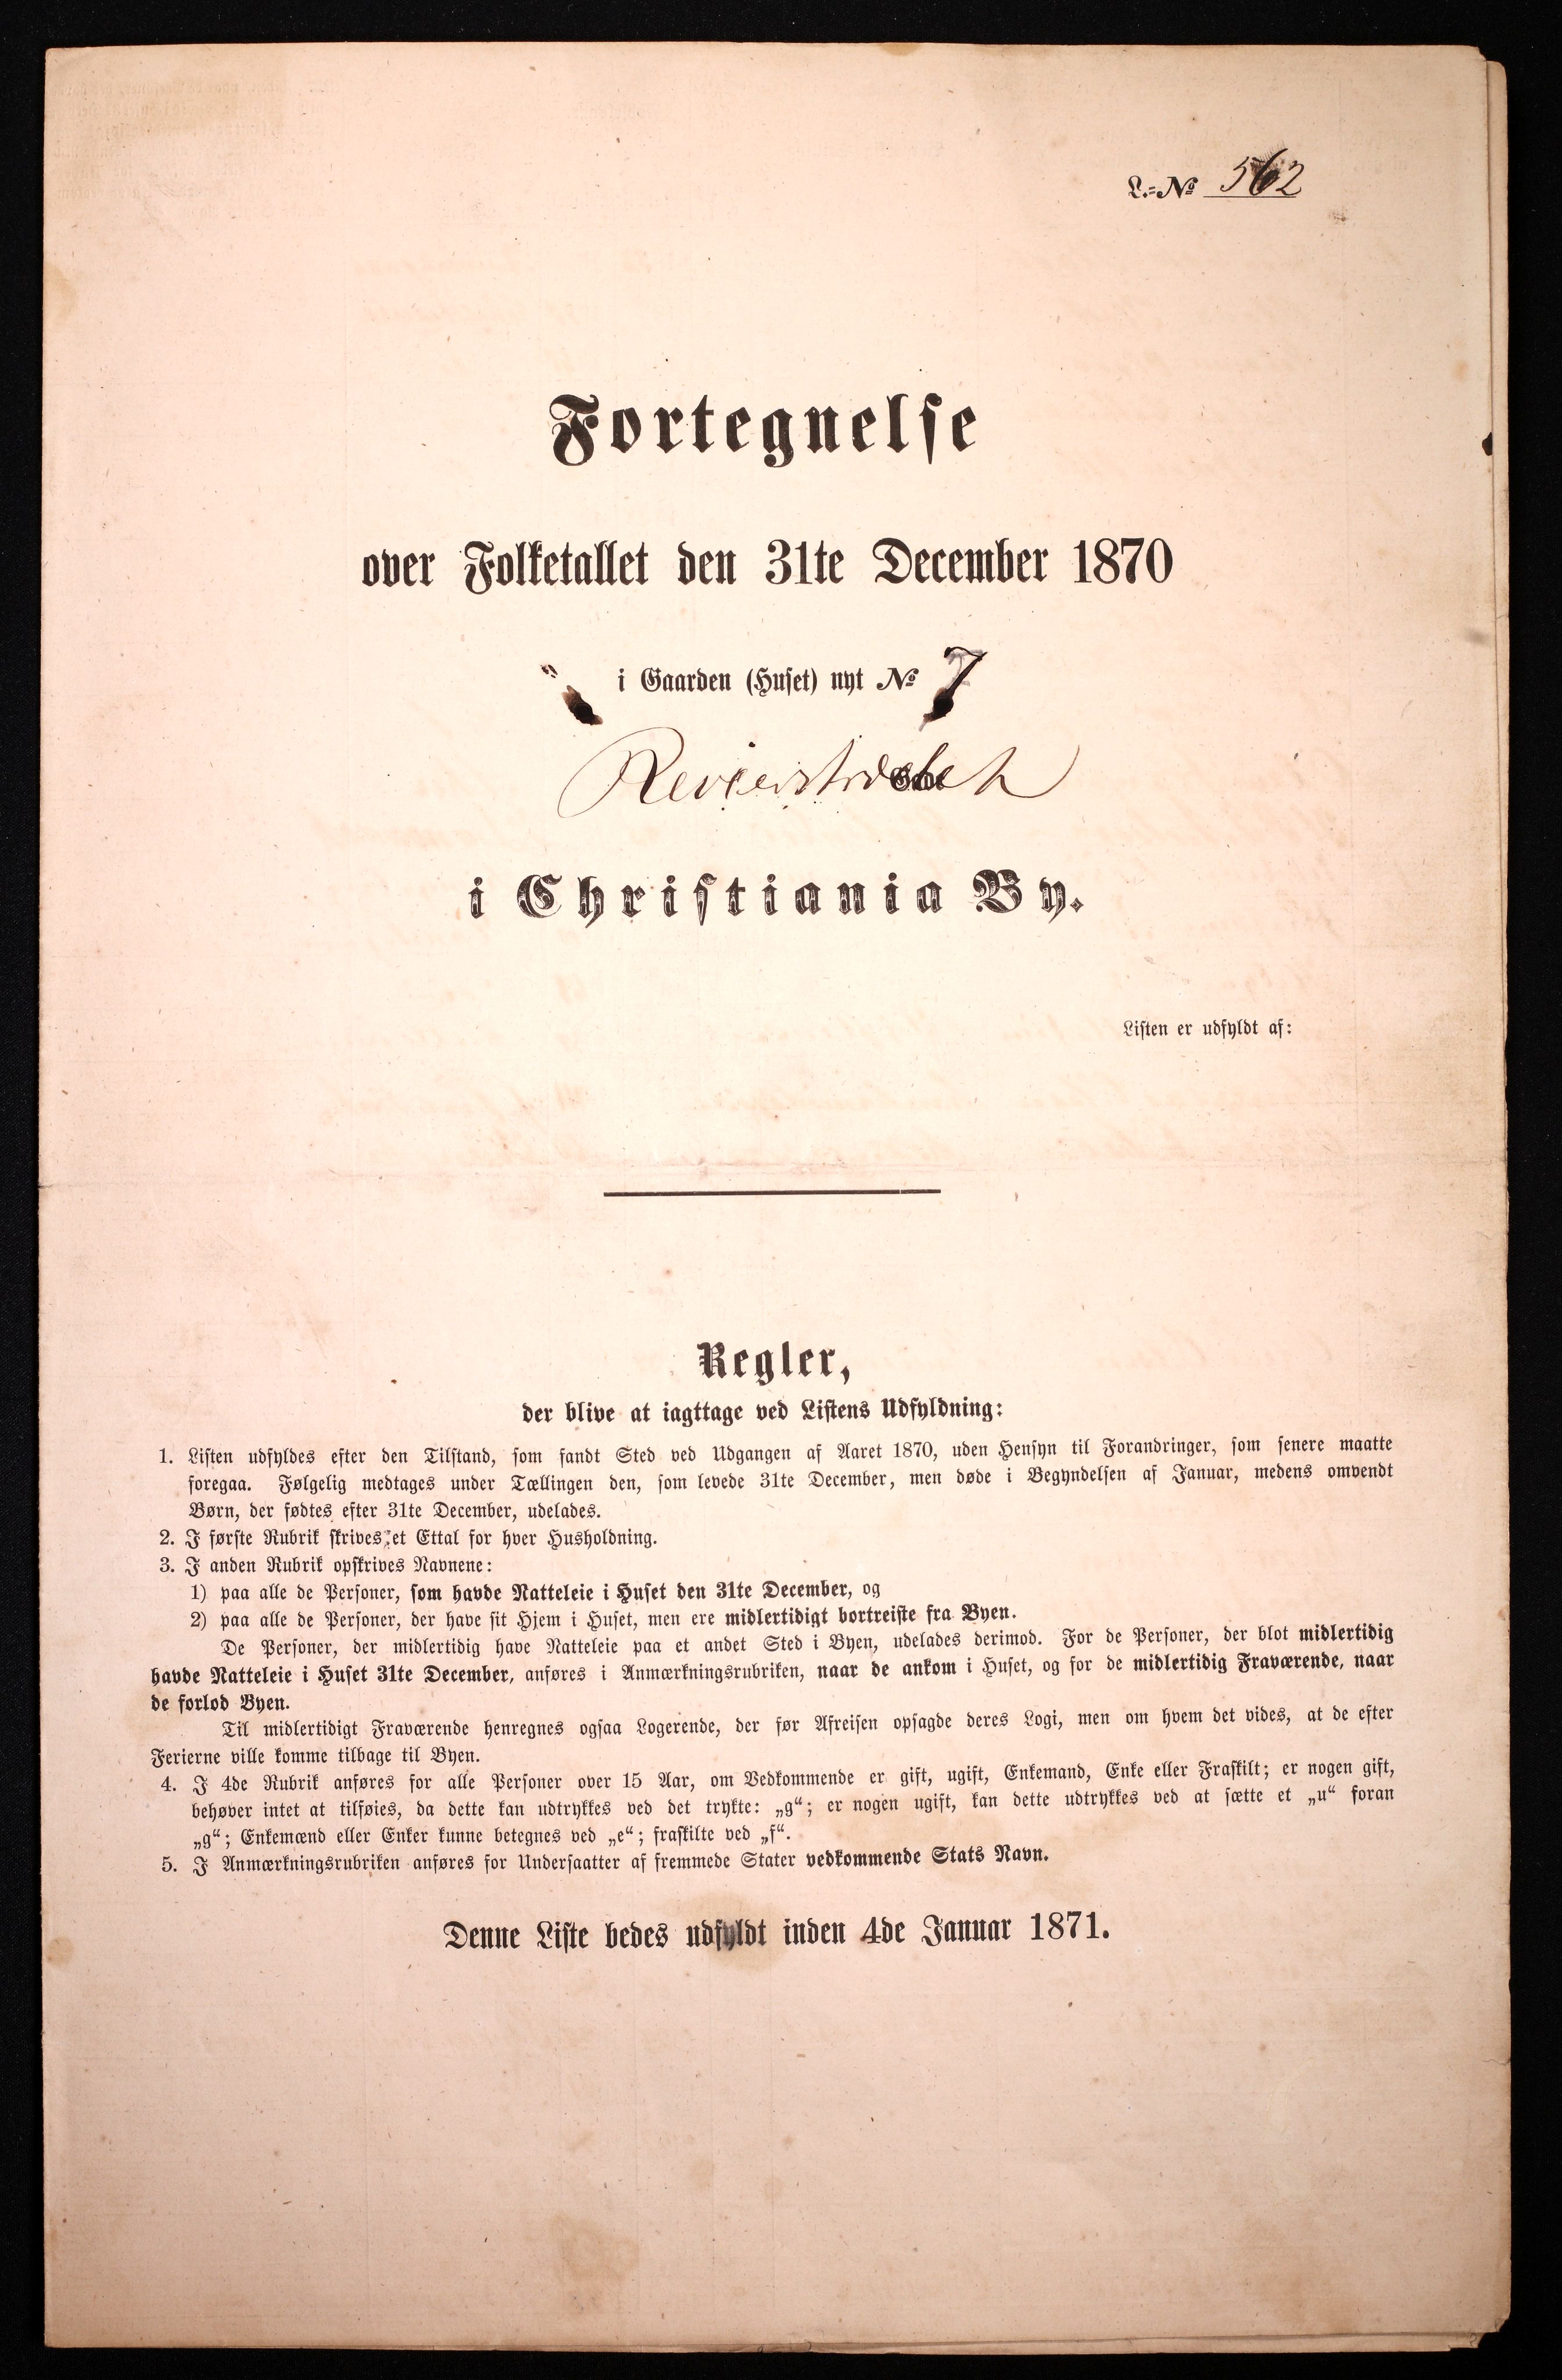 L.=№ 562
Fortegnelse
over Folketallet den 31te December 1870
i Gaarden (Huset) nyt № 7
i Christiania By.
Listen er udfyldt af:
Regler,
der blive at iagttage ved Listens Udfyldning:
1. Listen udfyldes efter den Tilstand, som fandt Sted ved Udgangen af Aaret 1870, uden Hensyn til Forandringer, som senere maatte
foregaa. Følgelig medtages under Tællingen den, som levede 31te December, men døde i Begyndelsen af Januar, medens omvendt
Børn, der fødtes efter 31te December, udelades.
2. I første Rubrik skrives et Ettal for hver Husholdning.
3. I anden Rubrik opskrives Navnene:
1) paa alle de Personer, som havde Natteleie i Huset den 31te December, og
2) paa alle de Personer, der have sit Hjem i Huset, men ere midlertidigt bortreiste fra Byen.
De Personer, der midlertidig have Natteleie paa et andet Sted i Byen, udelades derimod. For de Personer, der blot midlertidig
havde Natteleie i Huset 31te December, anføres i Anmærkningsrubriken, naar de ankom i Huset, og for de midlertidig Fraværende, naar
de forlod Byen.
Til midlertidigt Fraværende henregnes ogsaa Logerende, der før Afreisen opsagde deres Logi, men om hvem det vides, at de efter
Ferierne ville komme tilbage til Byen.
4. I 4de Rubrik anføres for alle Personer over 15 Aar, om Vedkommende er gift, ugift, Enkemand, Enke eller Fraskilt; er nogen gift,
behøver intet at tilføies, da dette kan udtrykkes ved det trykte: „g“; er nogen ugift, kan dette udtrykkes ved at sætte et „u“ foran
„g“; Enkemænd eller Enker kunne betegnes ved „e“; fraskilte ved „f“.
5. I Anmærkningsrubriken anføres for Undersaatter af fremmede Stater vedkommende Stats Navn.
Denne Liste bedes udfyldt inden 4de Januar 1871.